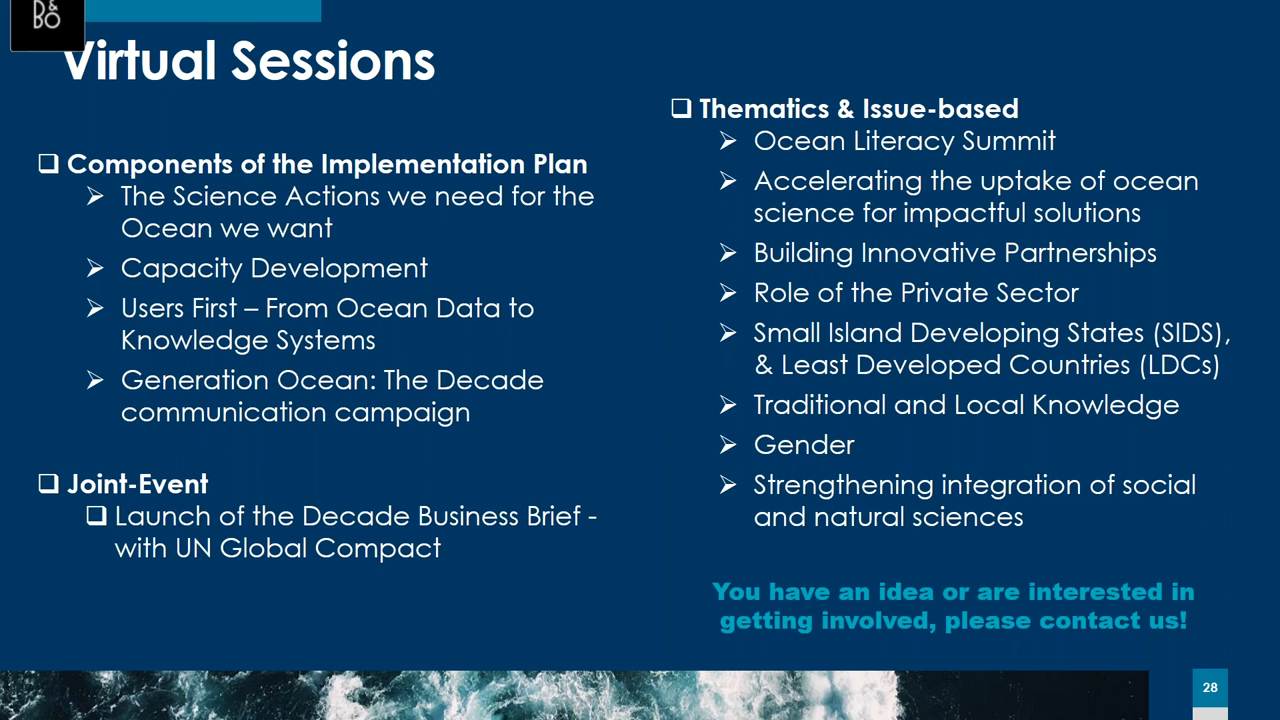 B&O
Virtual Sessions
❑ Components of the Implementation Plan
➢ The Science Actions we need for the
Ocean we want
➢ Capacity Development
➢ Users First – From Ocean Data to
Knowledge Systems
➢ Generation Ocean: The Decade
communication campaign
❑ Joint-Event
❑ Launch of the Decade Business Brief -
with UN Global Compact
❑ Thematics & Issue-based
➢ Ocean Literacy Summit
➢ Accelerating the uptake of ocean
science for impactful solutions
➢ Building Innovative Partnerships
➢ Role of the Private Sector
➢ Small Island Developing States (SIDS),
& Least Developed Countries (LDCs)
➢ Traditional and Local Knowledge
➢ Gender
➢ Strengthening integration of social
and natural sciences
You have an idea or are interested in
getting involved, please contact us!
28